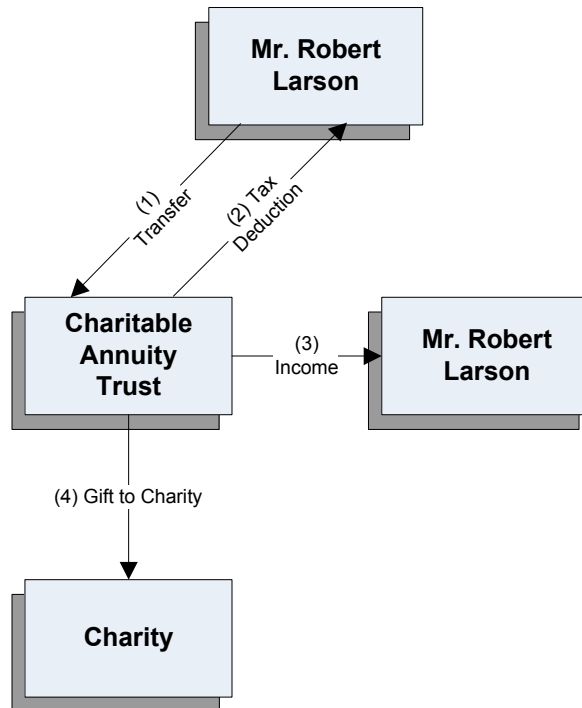 Mr. Robert
Larson
(1)
Transfer
(2) Tax
Deduction
Charitable
Annuity
Trust
(3)
Income
Mr. Robert
Larson
(4) Gift to Charity
Charity